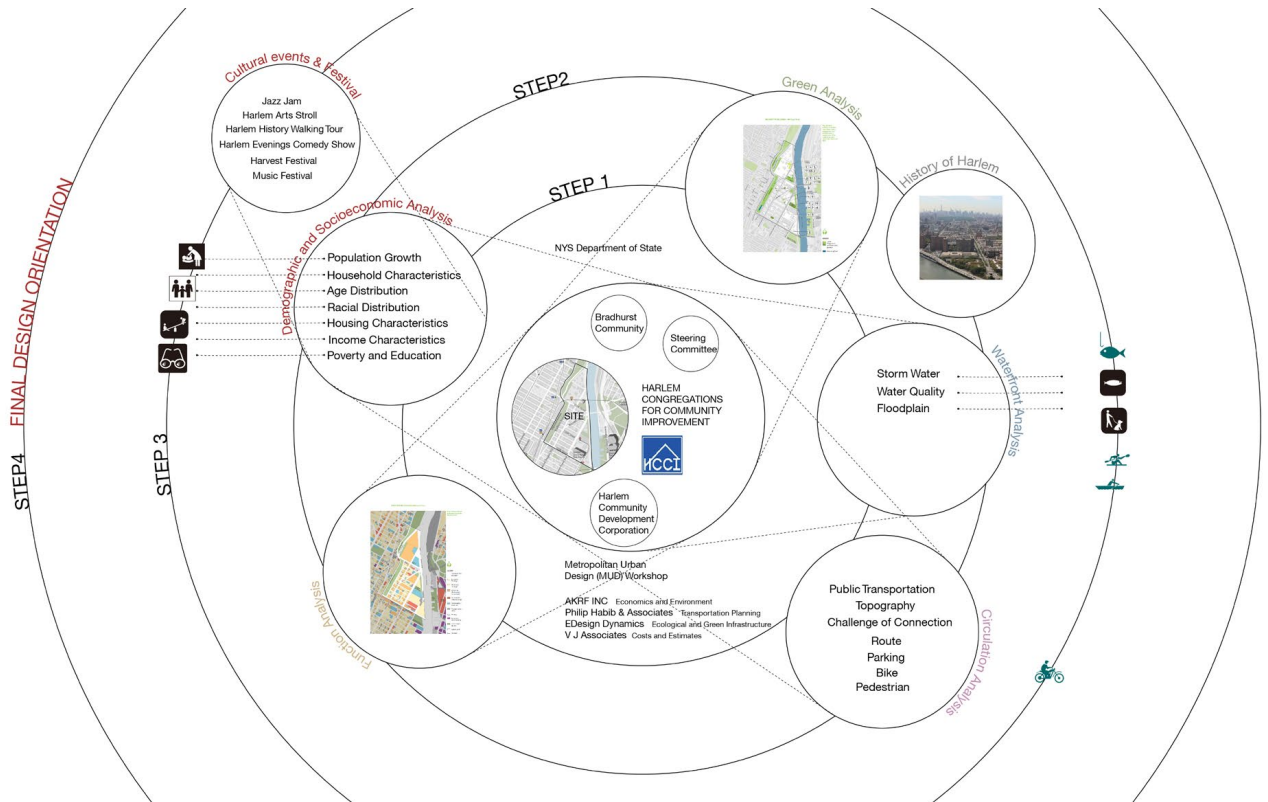 Cultural events & Festival
Jazz Jam
Harlem Arts Stroll
Harlem History Walking Tour
Harlem Evenings Comedy Show
Harvest Festival
Music Festival
STEP2
Green Analysis
History of Harlem
STEP 1
NYS Department of State
Demographic and Socioeconomic Analysis
Population Growth
Household Characteristics
Age Distribution
Racial Distribution
Housing Characteristics
Income Characteristics
Poverty and Education
FINAL DESIGN ORIENTATION
STEP4
STEP 3
Bradhurst
Community
Steering
Committee
SITE
HARLEM
CONGREGATIONS
FOR COMMUNITY
IMPROVEMENT
HCCI
Harlem
Community
Development
Corporation
Storm Water
Water Quality
Floodplain
Waterfront Analysis
Function Analysis
Metropolitan Urban
Design (MUD)Workshop
AKRF INC Economics and Environment
Philip Habib & Associates Transportation Planning
EDesign Dynamics Ecological and Green Infrastructure
V J Associates Costs and Estimates
Public Transportation
Topography
Challenge of Connection
Route
Parking
Bike
Pedestrian
Circulation Analysis